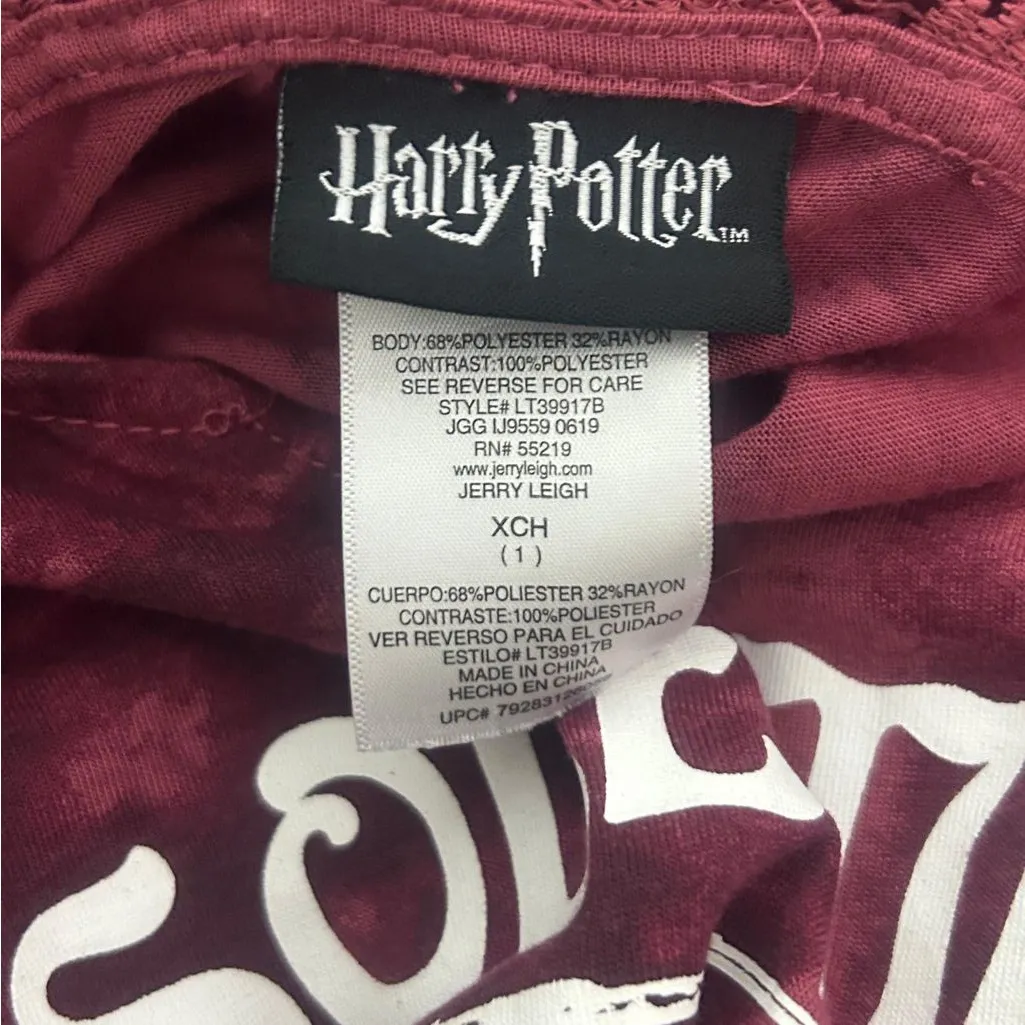 Harry Potter™
BODY:68%POLYESTER 32%RAYON
CONTRAST:100%POLYESTER
SEE REVERSE FOR CARE
STYLE# LT39917B
JGG IJ9559 0619
RN# 55219
www.jerryleigh.com
JERRY LEIGH
XCH
( 1 )
CUERPO:68%POLIESTER 32%RAYON
CONTRASTE:100%POLIESTER
VER REVERSO PARA EL CUIDADO
ESTILO# LT39917B
MADE IN CHINA
HECHO EN CHINA
UPC#